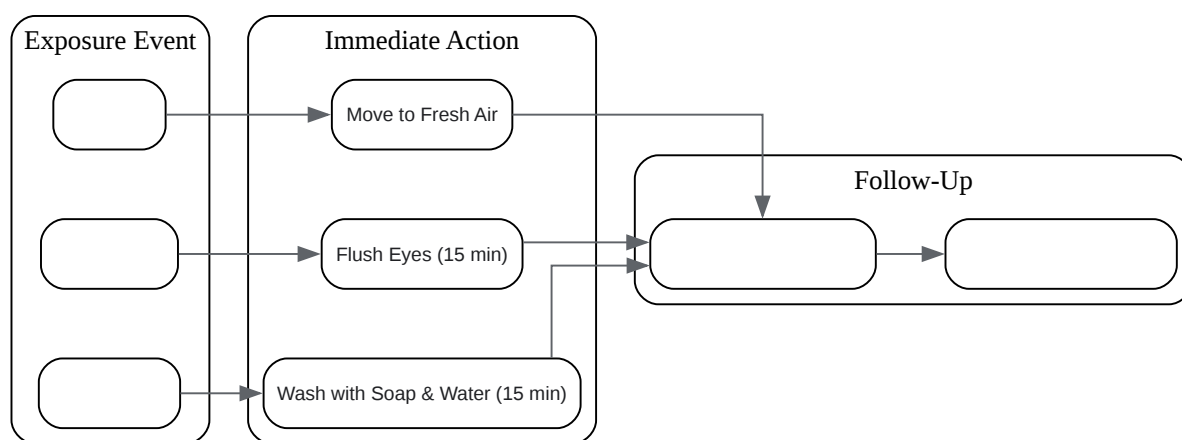 Exposure Event
Immediate Action
Move to Fresh Air
Follow-Up
Flush Eyes (15 min)
Wash with Soap & Water (15 min)